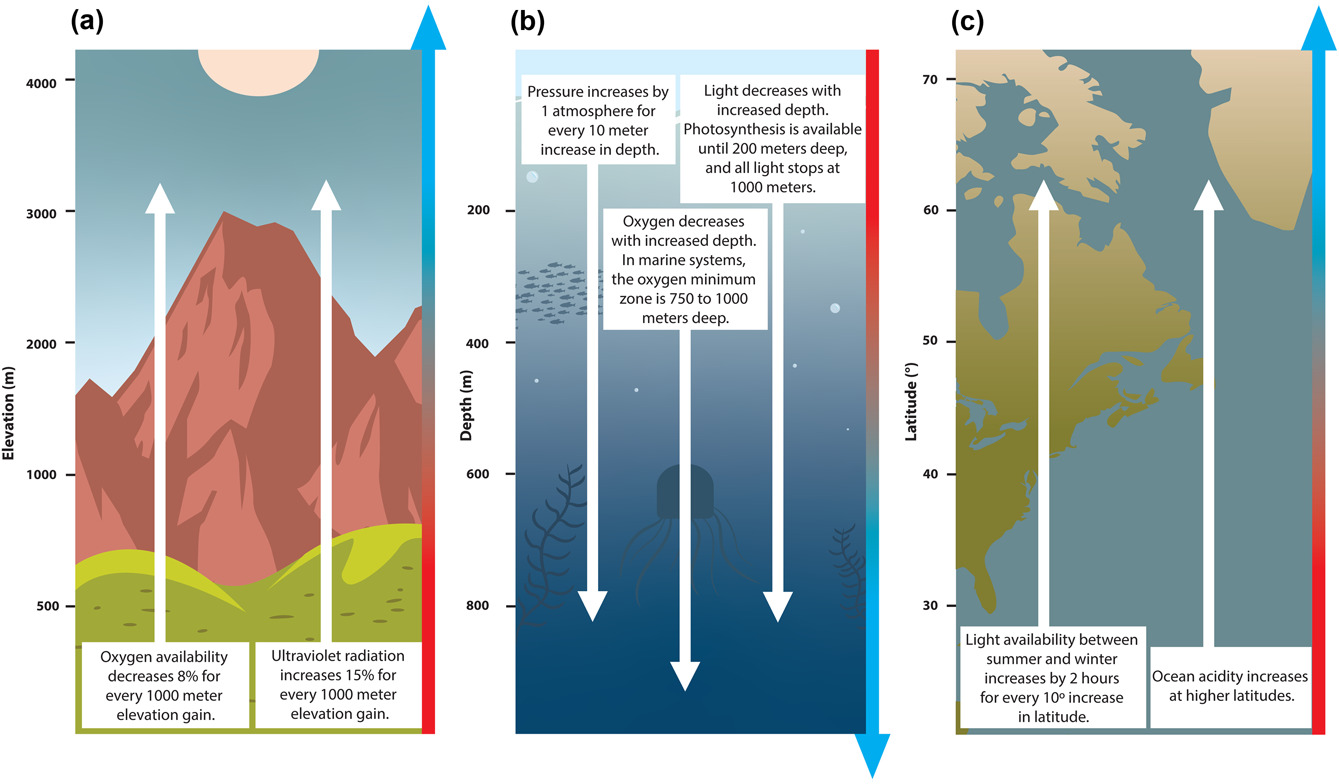 (a)
4000
3000
2000
1000
500
Elevation (m)
Oxygen availability
decreases 8% for
every 1000 meter
elevation gain.
Ultraviolet radiation
increases 15% for
every 1000 meter
elevation gain.
(b)
Pressure increases by
1 atmosphere for
every 10 meter
increase in depth.
Light decreases with
increased depth.
Photosynthesis is available
until 200 meters deep,
and all light stops at
1000 meters.
Oxygen decreases
with increased depth.
In marine systems,
the oxygen minimum
zone is 750 to 1000
meters deep.
200
400
600
800
Depth (m)
(c)
70
60
50
40
30
Latitude (°)
Light availability between
summer and winter
increases by 2 hours
for every 10º increase
in latitude.
Ocean acidity increases
at higher latitudes.